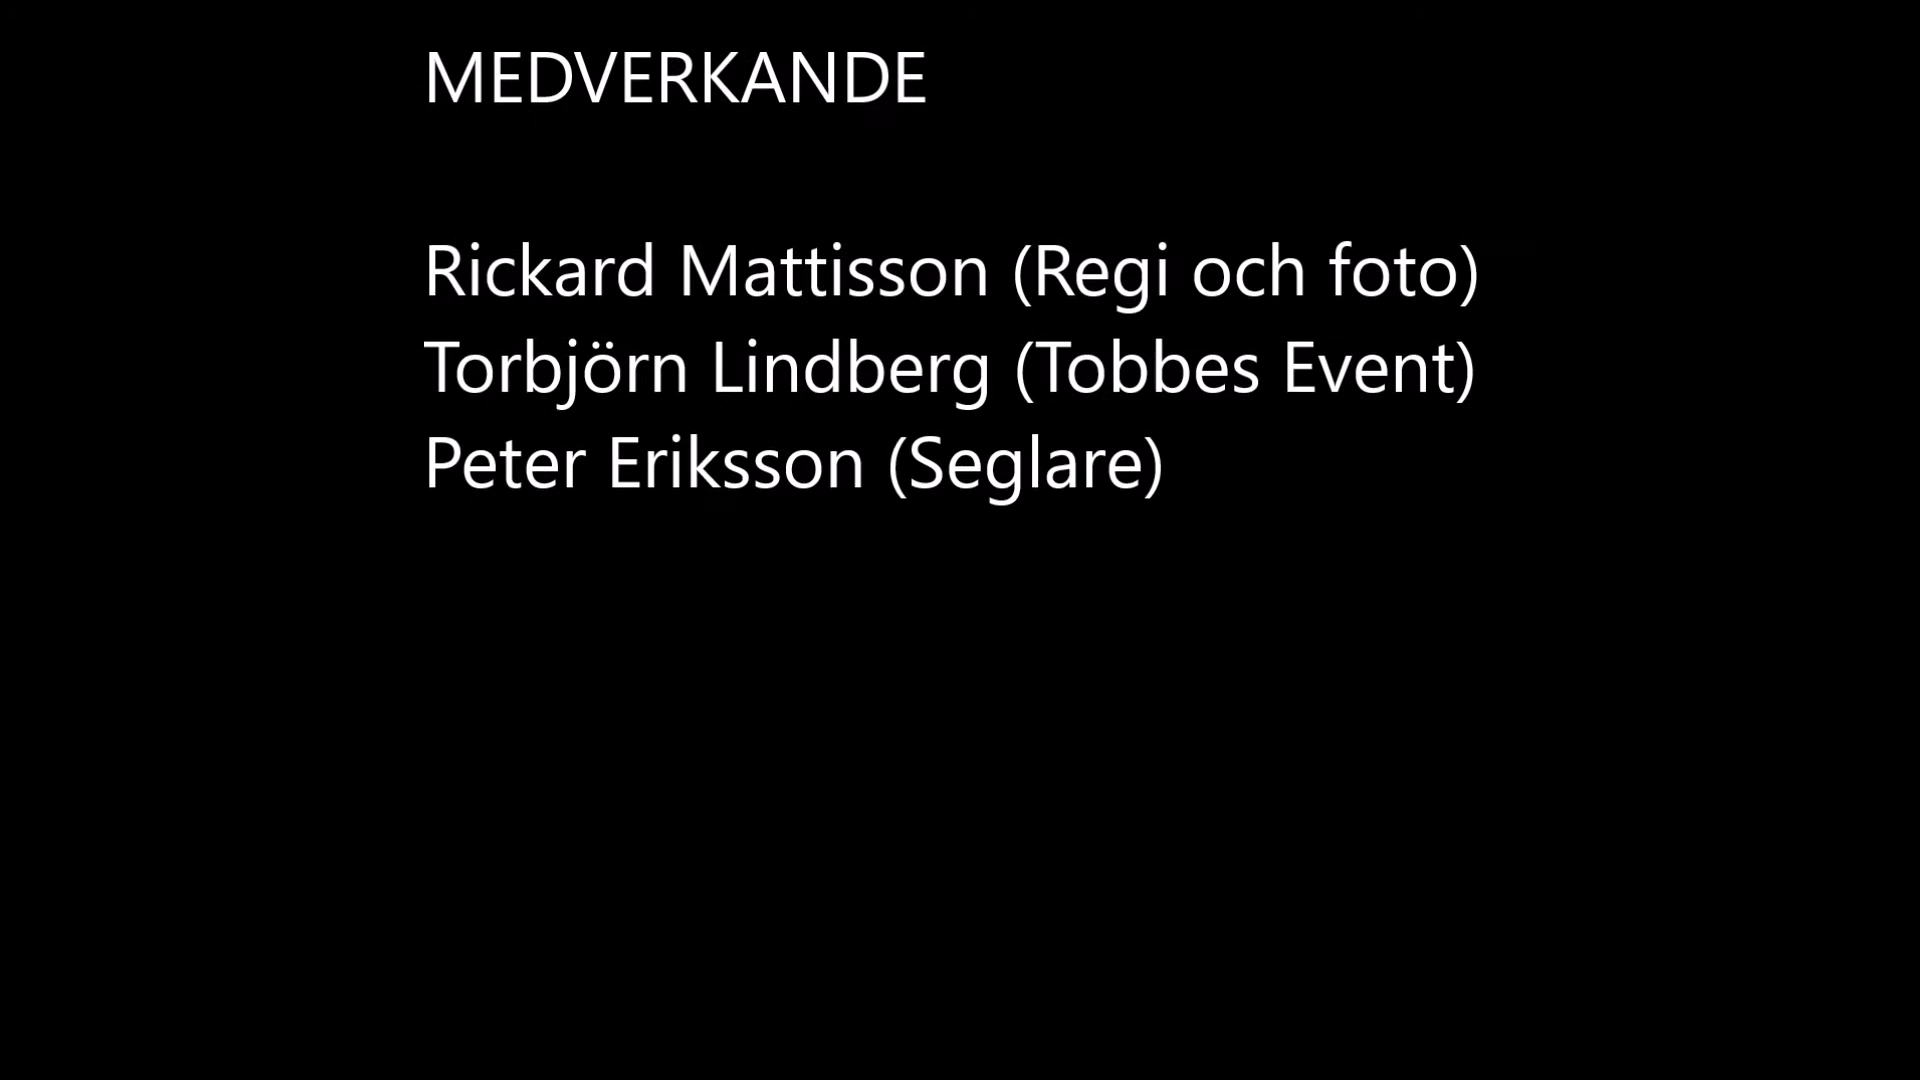 MEDVERKANDE
Rickard Mattisson (Regi och foto)
Torbjörn Lindberg (Tobbes Event)
Peter Eriksson (Seglare)